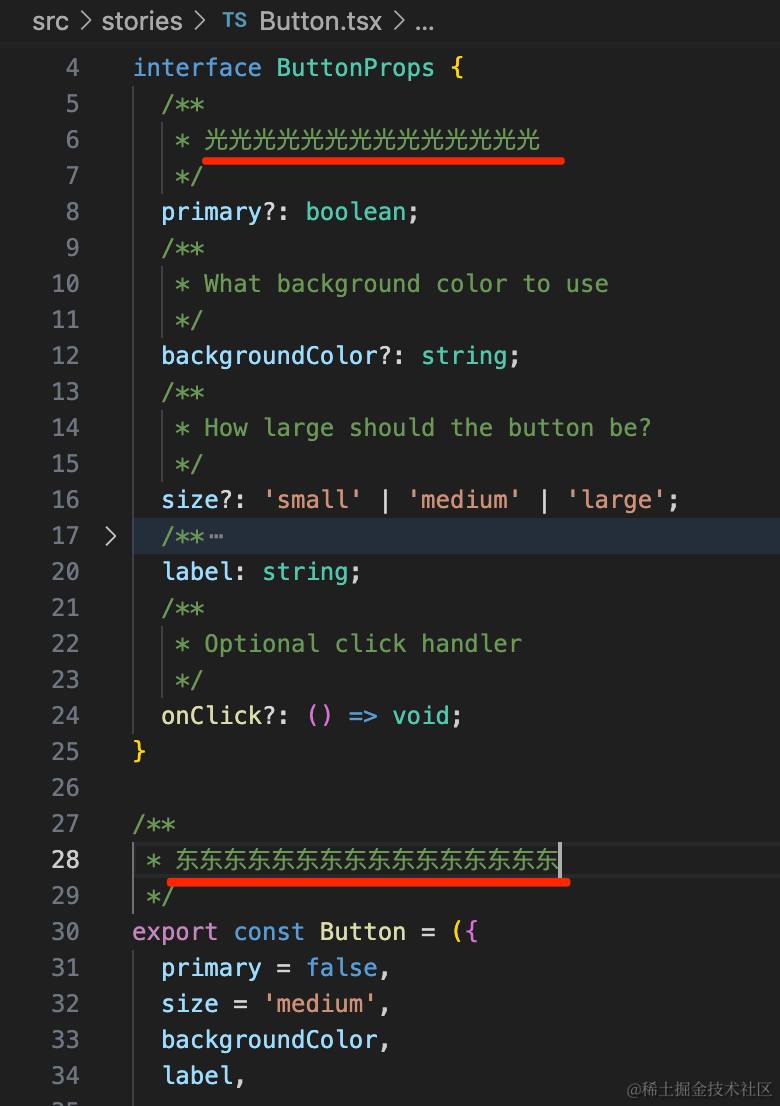 src > stories > TS Button.tsx > ...
4 interface ButtonProps {
5 /**
6 * 光光光光光光光光光光光光光光
7 */
8 primary?: boolean;
9 /**
10 * What background color to use
11 */
12 backgroundColor?: string;
13 /**
14 * How large should the button be?
15 */
16 size?: 'small' | 'medium' | 'large';
17 > /** ⋯
20 label: string;
21 /**
22 * Optional click handler
23 */
24 onClick?: () => void;
25 }
26
27 /**
28 * 东东东东东东东东东东东东东东东东
29 */
30 export const Button = ({
31 primary = false,
32 size = 'medium',
33 backgroundColor,
34 label,
@稀土掘金技术社区